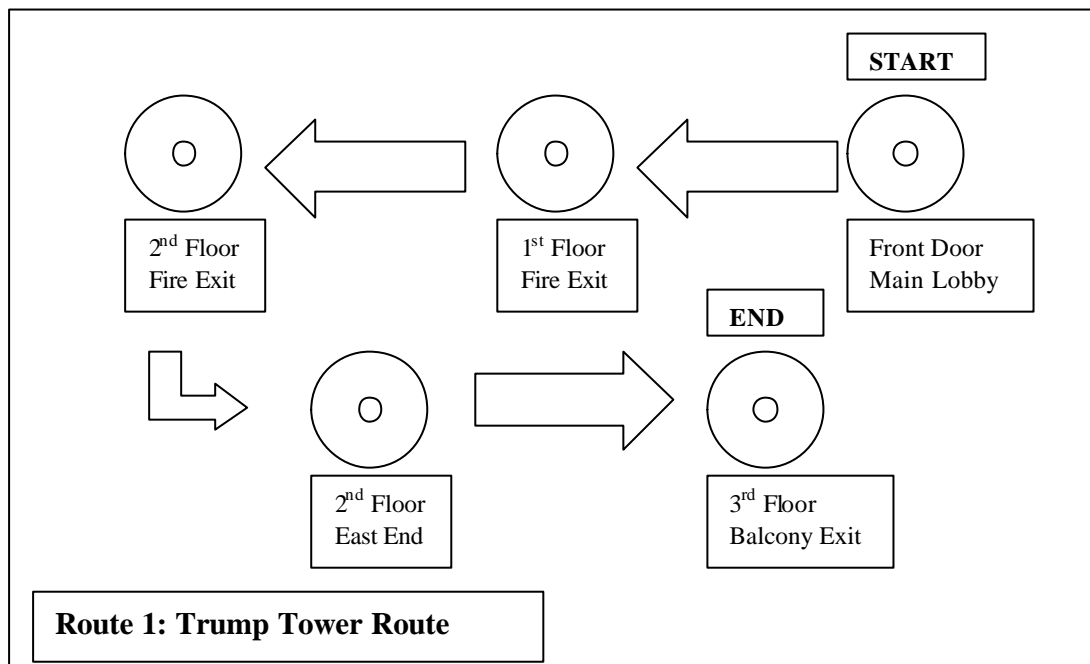 START
2nd Floor
Fire Exit
1st Floor
Fire Exit
Front Door
Main Lobby
END
2nd Floor
East End
3rd Floor
Balcony Exit
Route 1: Trump Tower Route